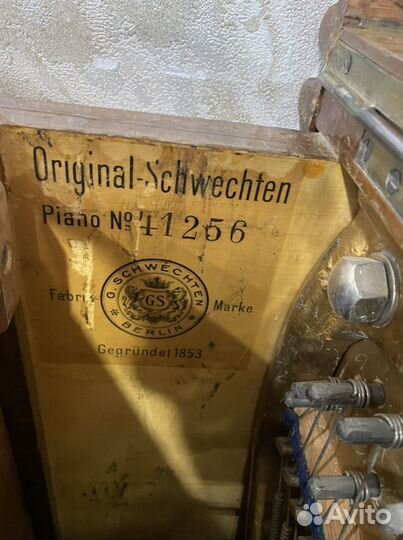 Original-Schwechten
Piano No 41256
G. SCHWECHTEN
GS
BERLIN
Fabrik Marke
Gegründet 1853
Avito